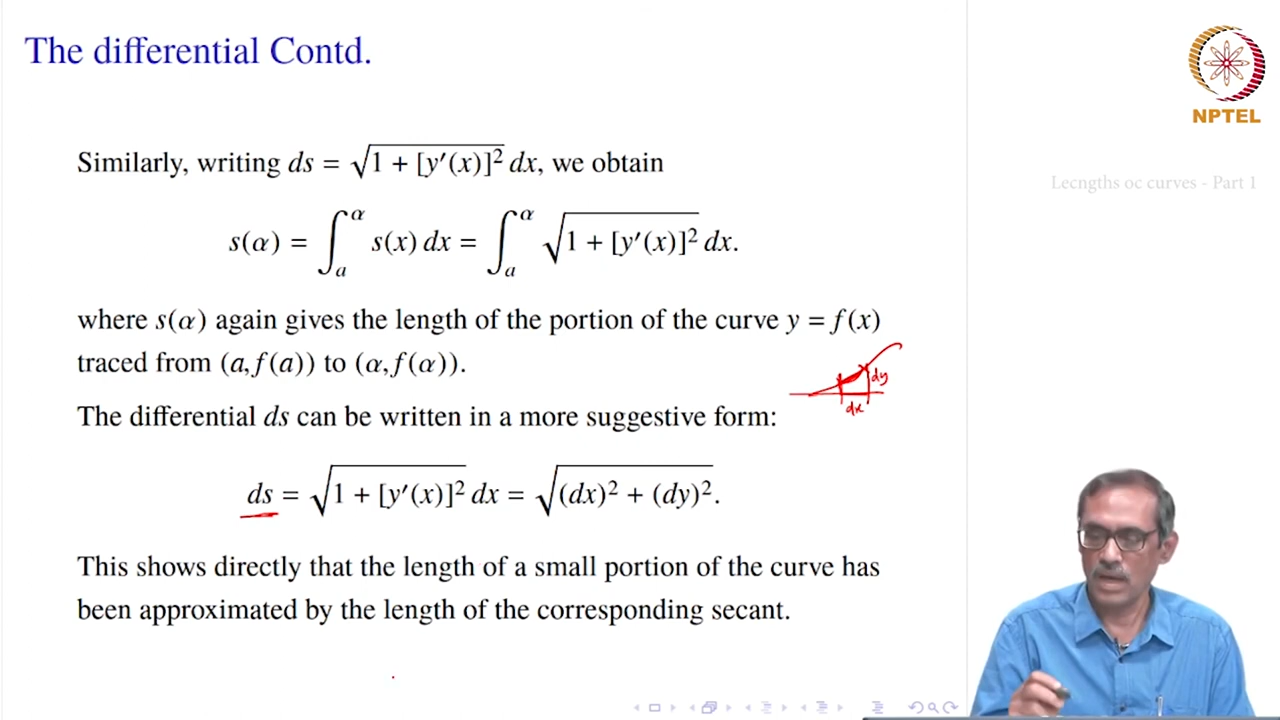 The differential Contd.
NPTEL
Similarly, writing ds = √(1 + [y′(x)]²) dx, we obtain
Lecngths oc curves - Part 1
s(α) = ∫ₐ^α s(x) dx = ∫ₐ^α √(1 + [y′(x)]²) dx.
where s(α) again gives the length of the portion of the curve y = f(x)
traced from (a, f(a)) to (α, f(α)).
dy
dx
The differential ds can be written in a more suggestive form:
ds = √(1 + [y′(x)]²) dx = √((dx)² + (dy)²).
This shows directly that the length of a small portion of the curve has
been approximated by the length of the corresponding secant.